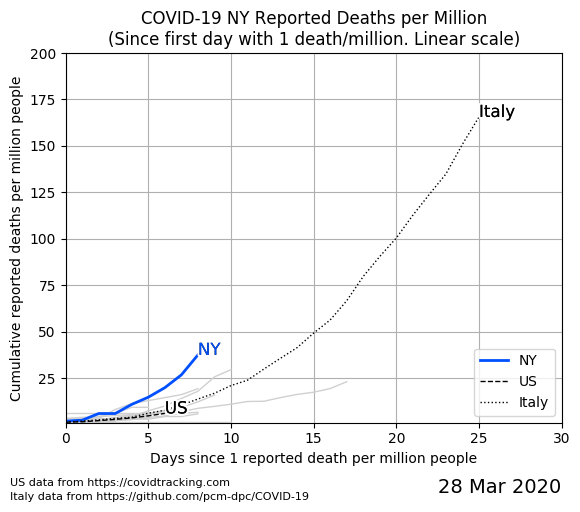 COVID-19 NY Reported Deaths per Million
(Since first day with 1 death/million. Linear scale)
Cumulative reported deaths per million people
200
175
150
125
100
75
50
25
Italy
NY
US
NY
US
Italy
0 5 10 15 20 25 30
Days since 1 reported death per million people
US data from https://covidtracking.com
Italy data from https://github.com/pcm-dpc/COVID-19
28 Mar 2020